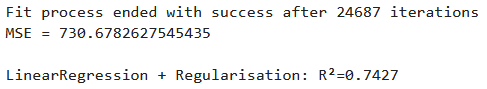 Fit process ended with success after 24687 iterations
MSE = 730.6782627545435
LinearRegression + Regularisation: R²=0.7427